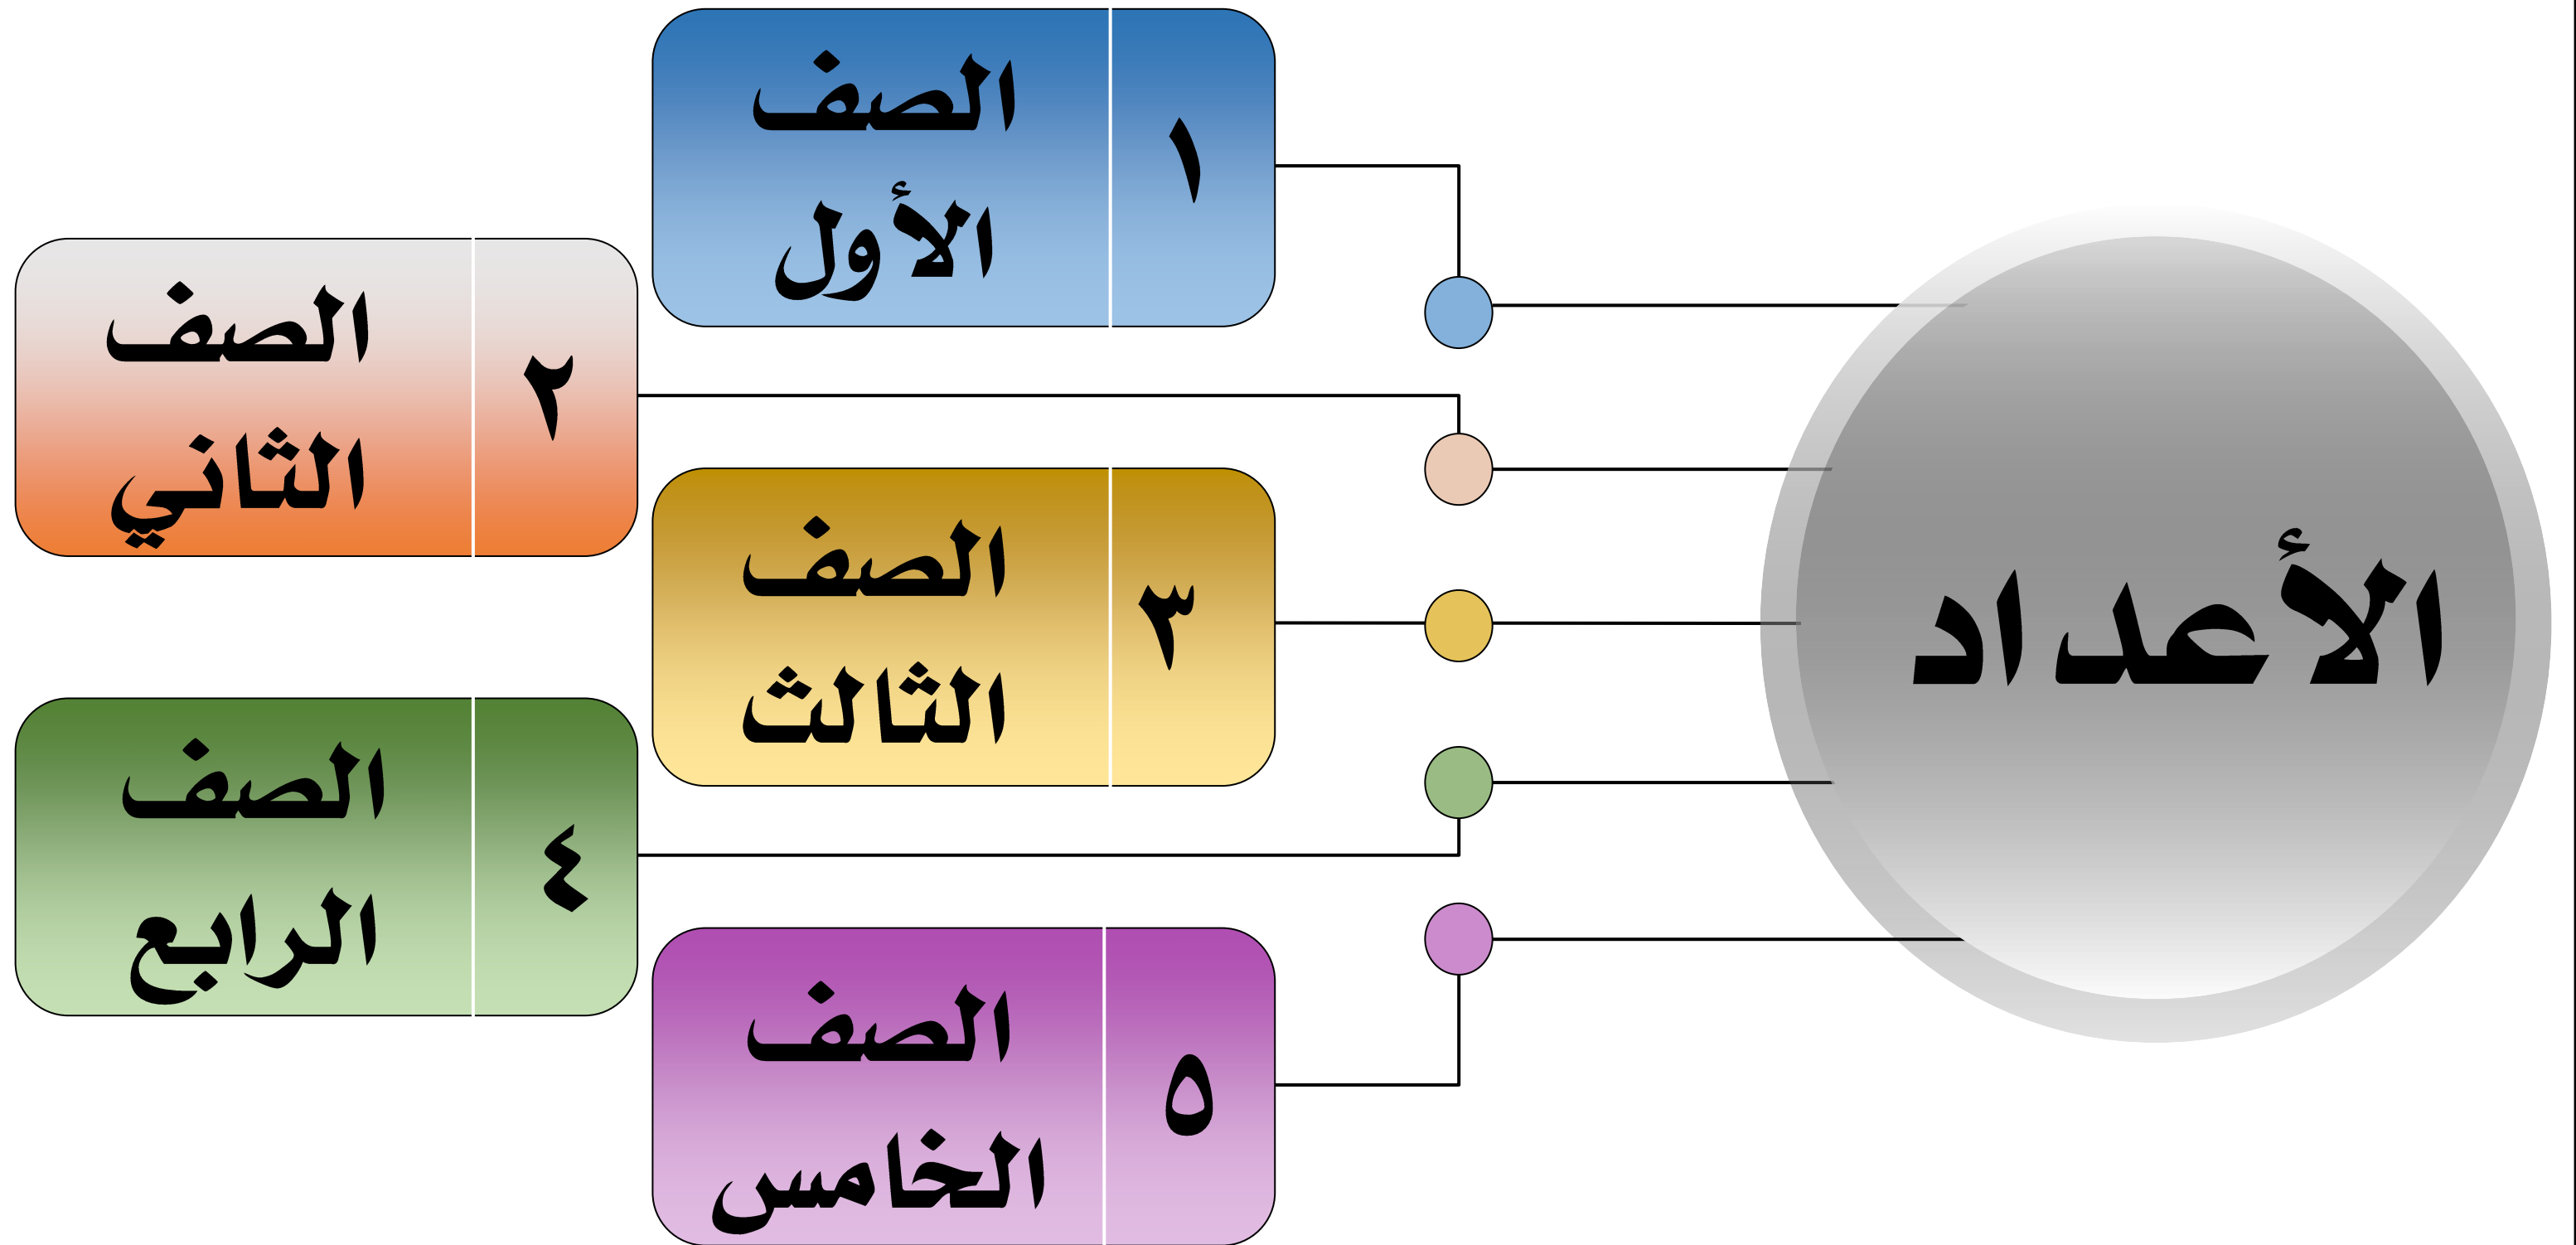 الأعداد
١
الصف
الأول
٢
الصف
الثاني
٣
الصف
الثالث
٤
الصف
الرابع
٥
الصف
الخامس